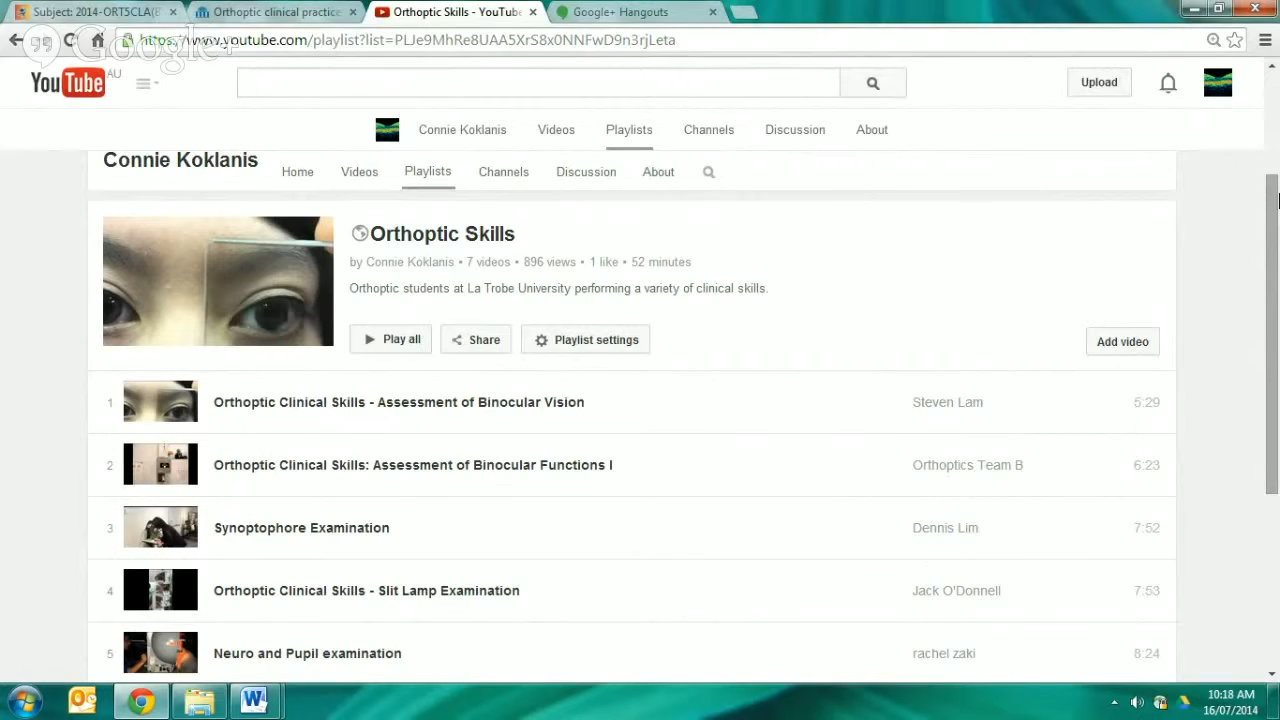 Subject: 2014-ORT5CLA(B
Orthoptic clinical practice
Orthoptic Skills - YouTube
Google+ Hangouts
https://www.youtube.com/playlist?list=PLJe9MhRe8UAA5XrS8x0NNFwD9n3rjLeta
Google+
YouTube AU
Upload
Connie Koklanis Videos Playlists Channels Discussion About
Connie Koklanis
Home Videos Playlists Channels Discussion About
Orthoptic Skills
by Connie Koklanis • 7 videos • 896 views • 1 like • 52 minutes
Orthoptic students at La Trobe University performing a variety of clinical skills.
Play all Share Playlist settings Add video
1 Orthoptic Clinical Skills - Assessment of Binocular Vision Steven Lam 5:29
2 Orthoptic Clinical Skills: Assessment of Binocular Functions I Orthoptics Team B 6:23
3 Synoptophore Examination Dennis Lim 7:52
4 Orthoptic Clinical Skills - Slit Lamp Examination Jack O'Donnell 7:53
5 Neuro and Pupil examination rachel zaki 8:24
10:18 AM
16/07/2014